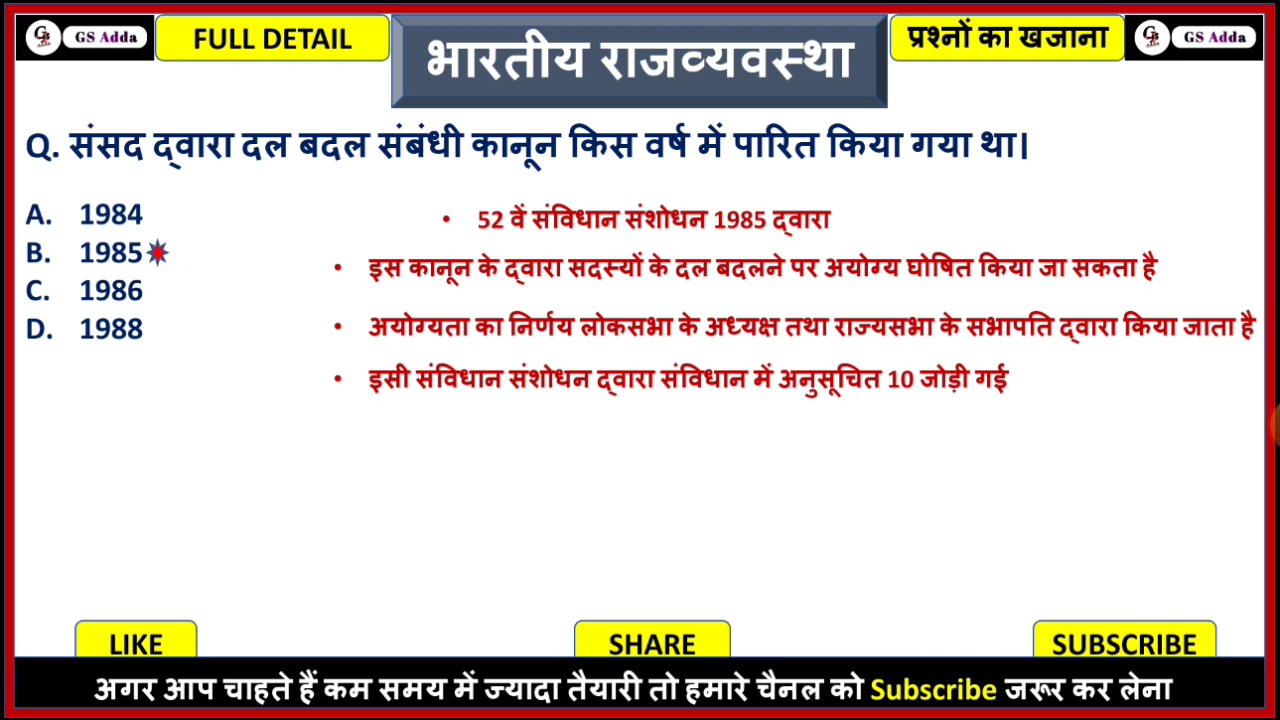 GS Adda
FULL DETAIL
भारतीय राजव्यवस्था
प्रश्नों का खजाना
GS Adda
Q. संसद द्वारा दल बदल संबंधी कानून किस वर्ष में पारित किया गया था।
A. 1984
B. 1985
C. 1986
D. 1988
• 52 वें संविधान संशोधन 1985 द्वारा
• इस कानून के द्वारा सदस्यों के दल बदलने पर अयोग्य घोषित किया जा सकता है
• अयोग्यता का निर्णय लोकसभा के अध्यक्ष तथा राज्यसभा के सभापति द्वारा किया जाता है
• इसी संविधान संशोधन द्वारा संविधान में अनुसूचित 10 जोड़ी गई
LIKE
SHARE
SUBSCRIBE
अगर आप चाहते हैं कम समय में ज्यादा तैयारी तो हमारे चैनल को Subscribe जरूर कर लेना